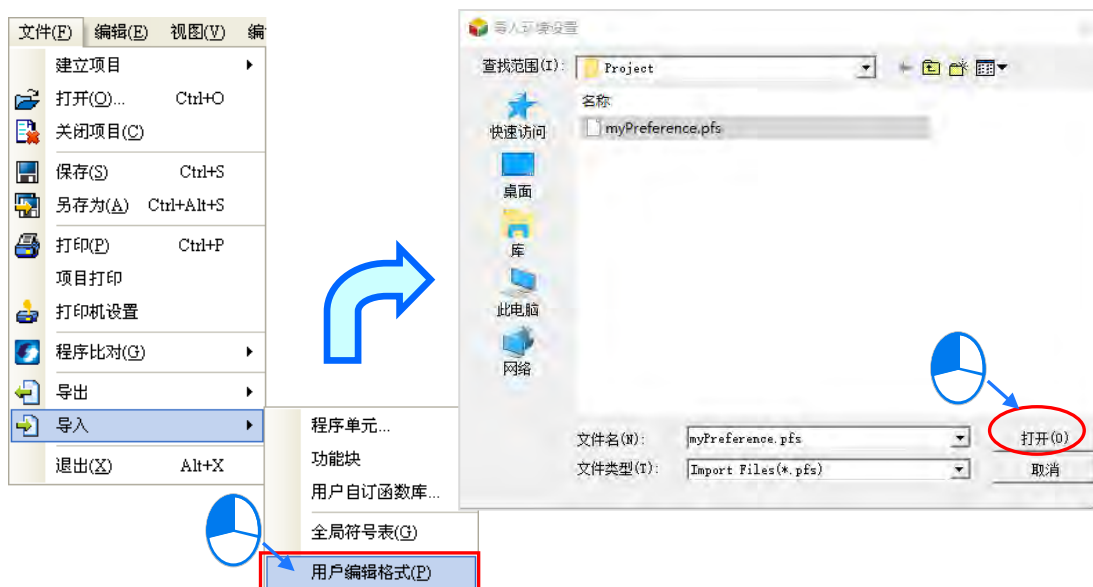 文件(F) 编辑(E) 视图(V) 编
建立项目
打开(O)... Ctrl+O
关闭项目(C)
保存(S) Ctrl+S
另存为(A) Ctrl+Alt+S
打印(P) Ctrl+P
项目打印
打印机设置
程序比对(G)
导出
导入
退出(X) Alt+X
程序单元...
功能块
用户自订函数库...
全局符号表(G)
用户编辑格式(P)
导入环境设置
查找范围(I): Project
名称
myPreference.pfs
快速访问
桌面
库
此电脑
网络
文件名(N): myPreference.pfs 打开(O)
文件类型(T): Import Files(*.pfs) 取消